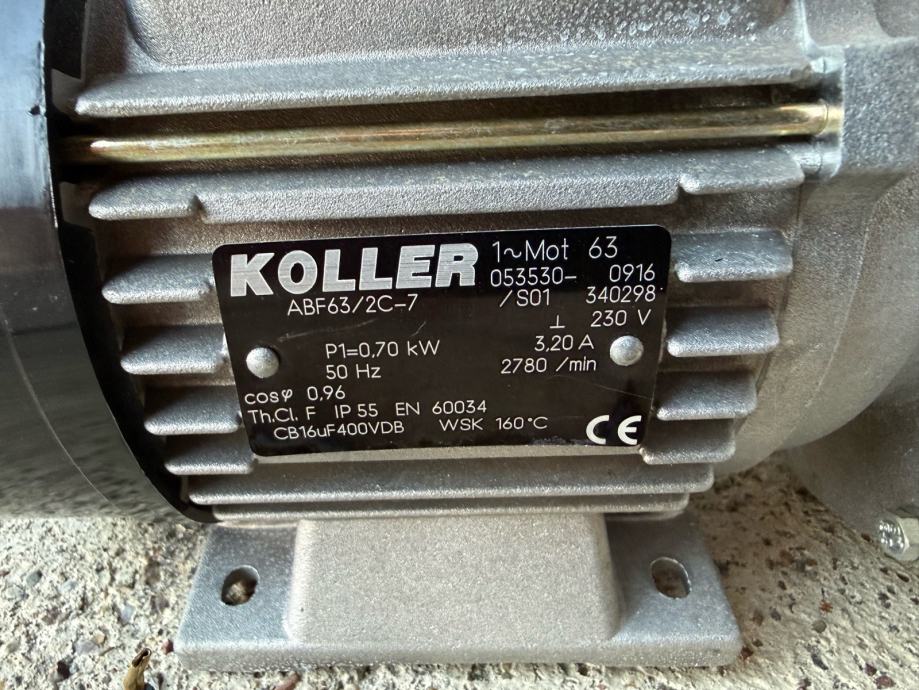 KOLLER 1~Mot 63
053530- 0916
ABF63/2C-7 /S01 340298
⊥ 230 V
P1=0,70 kW 3,20 A
50 Hz 2780 /min
cosφ 0,96
Th.Cl. F IP 55 EN 60034
CB16uF400VDB WSK 160°C CE